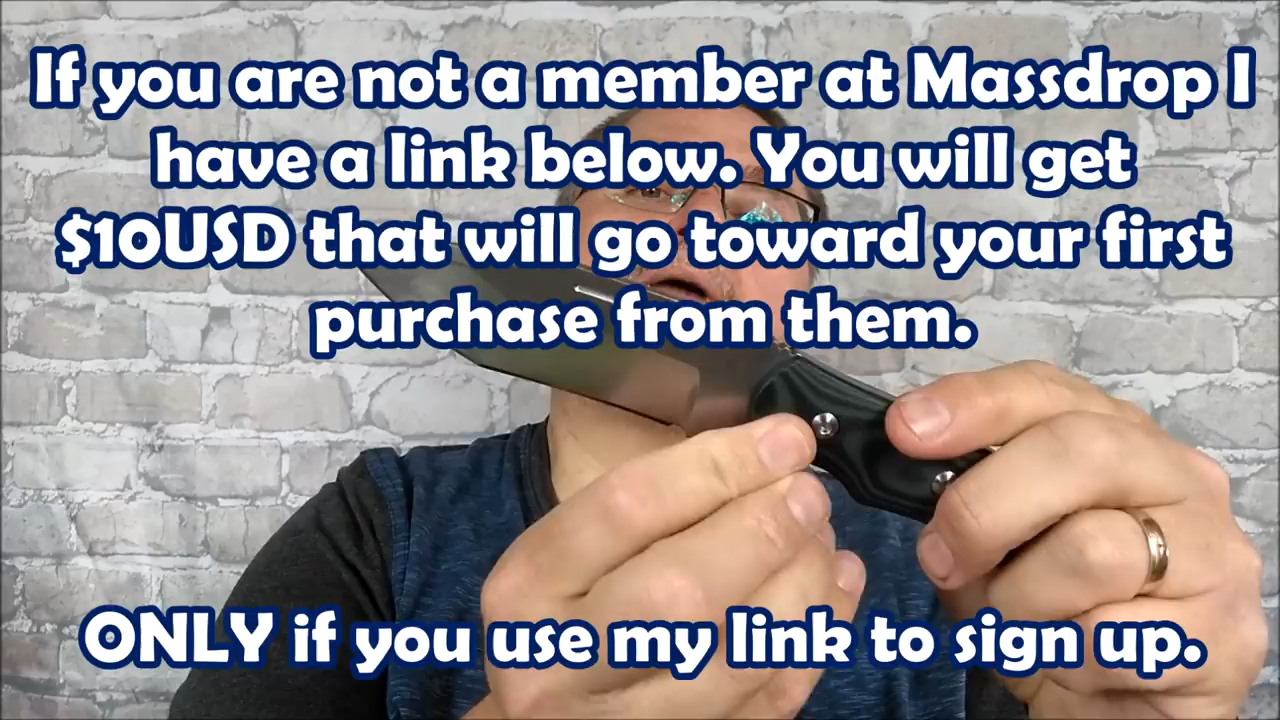 If you are not a member at Massdrop I
have a link below. You will get
$10USD that will go toward your first
purchase from them.
ONLY if you use my link to sign up.